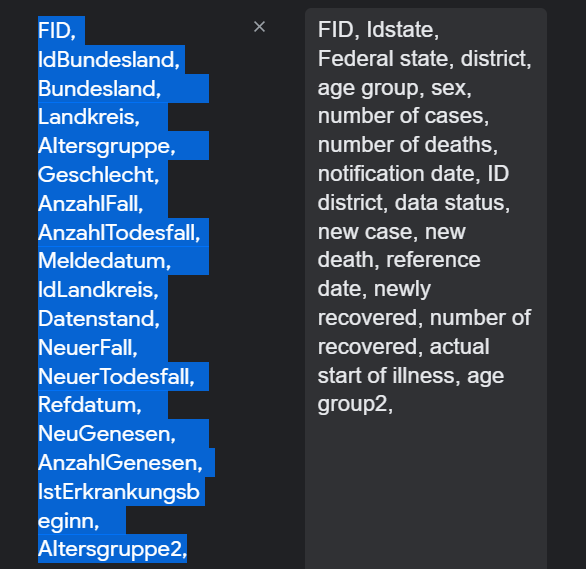 FID,
IdBundesland,
Bundesland,
Landkreis,
Altersgruppe,
Geschlecht,
AnzahlFall,
AnzahlTodesfall,
Meldedatum,
IdLandkreis,
Datenstand,
NeuerFall,
NeuerTodesfall,
Refdatum,
NeuGenesen,
AnzahlGenesen,
IstErkrankungsb
eginn,
Altersgruppe2,
FID, Idstate,
Federal state, district,
age group, sex,
number of cases,
number of deaths,
notification date, ID
district, data status,
new case, new
death, reference
date, newly
recovered, number of
recovered, actual
start of illness, age
group2,